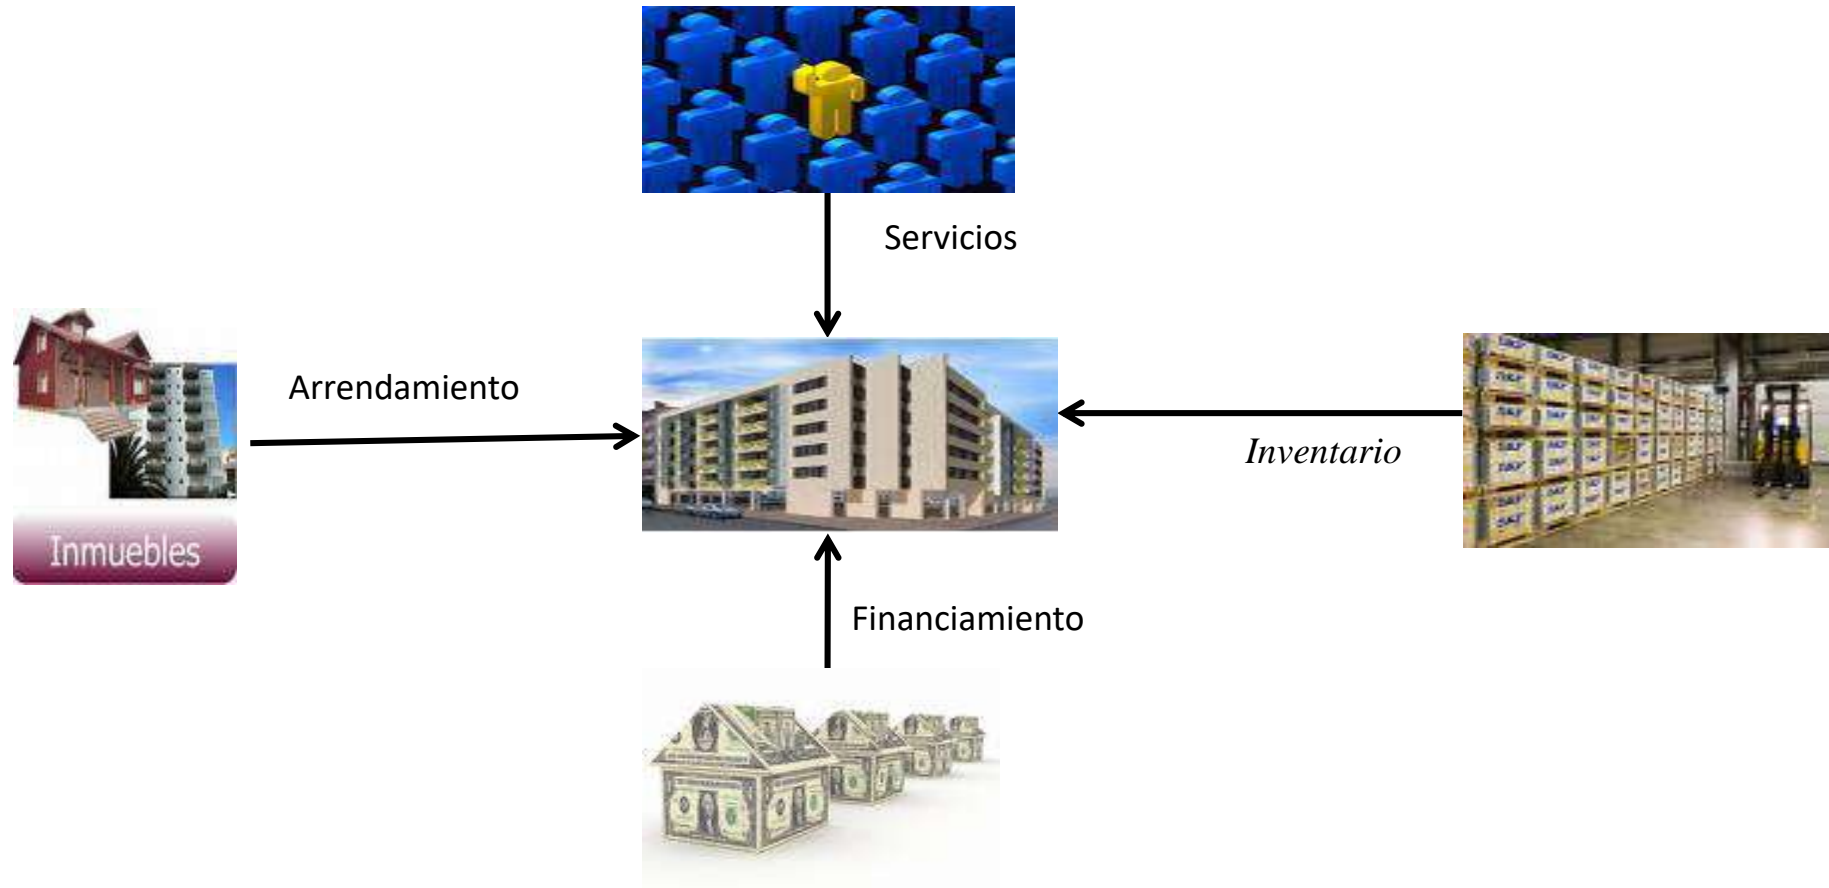 Servicios
Arrendamiento
Inventario
Inmuebles
Financiamiento